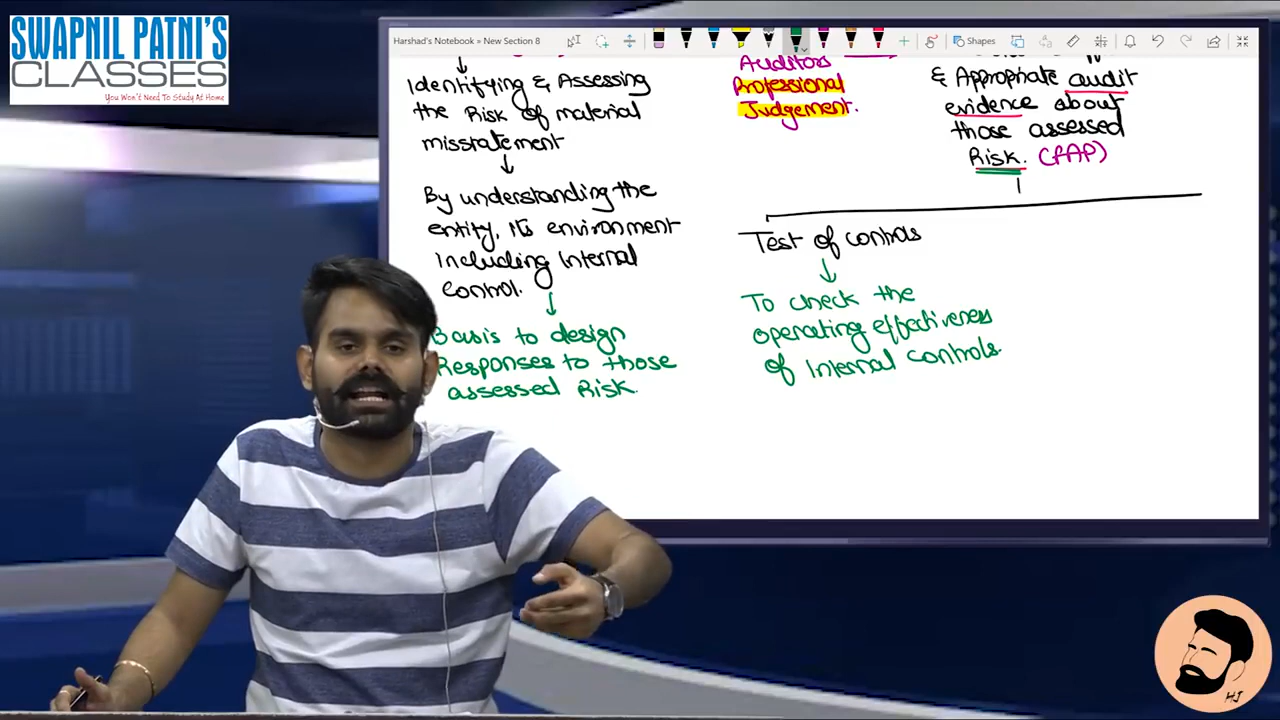 SWAPNIL PATNI'S
CLASSES
You Won't Need To Study At Home
Harshad's Notebook » New Section 8
Shapes
Identifying & Assessing
the Risk of material
misstatement
By understanding the
entity, its environment
including Internal
Control.
Basis to design
Responses to those
assessed Risk.
Auditors
Professional
Judgement.
& Appropriate audit
evidence about
those assessed
Risk. (FAP)
Test of controls
To check the
operating effectiveness
of Internal controls.
HJ